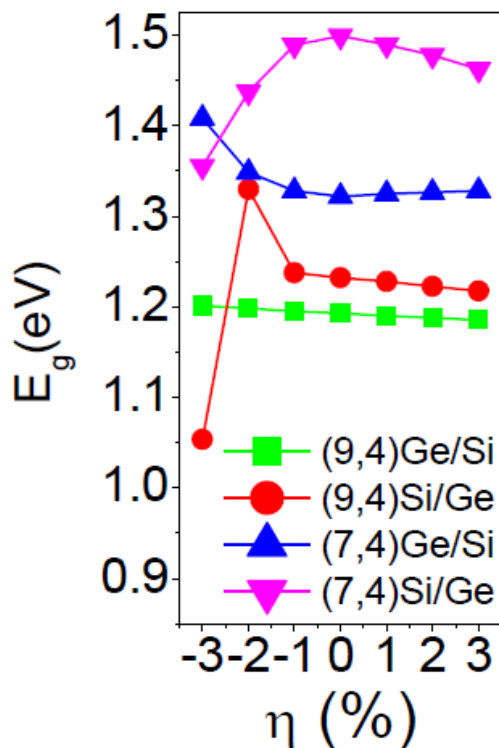 E_g(eV)
1.5
1.4
1.3
1.2
1.1
1.0
0.9
(9,4)Ge/Si
(9,4)Si/Ge
(7,4)Ge/Si
(7,4)Si/Ge
-3 -2 -1 0 1 2 3
η (%)